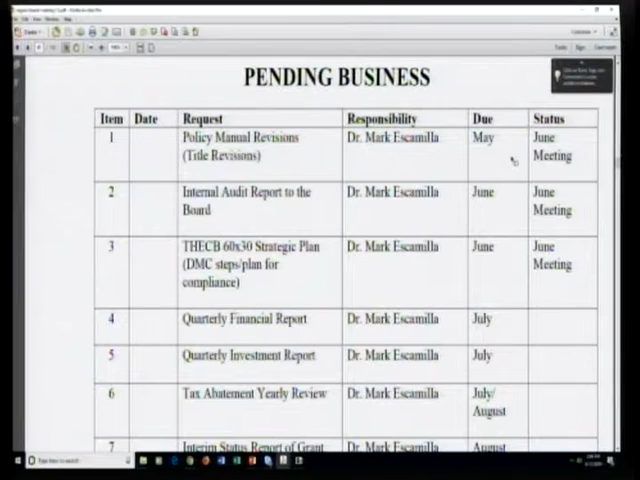 PENDING BUSINESS
Item Date Request Responsibility Due Status
1 Policy Manual Revisions Dr. Mark Escamilla May June
(Title Revisions) Meeting
2 Internal Audit Report to the Dr. Mark Escamilla June June
Board Meeting
3 THECB 60x30 Strategic Plan Dr. Mark Escamilla June June
(DMC steps/plan for Meeting
compliance)
4 Quarterly Financial Report Dr. Mark Escamilla July
5 Quarterly Investment Report Dr. Mark Escamilla July
6 Tax Abatement Yearly Review Dr. Mark Escamilla July/
August
7 Interim Status Report of Grant Dr. Mark Escamilla August